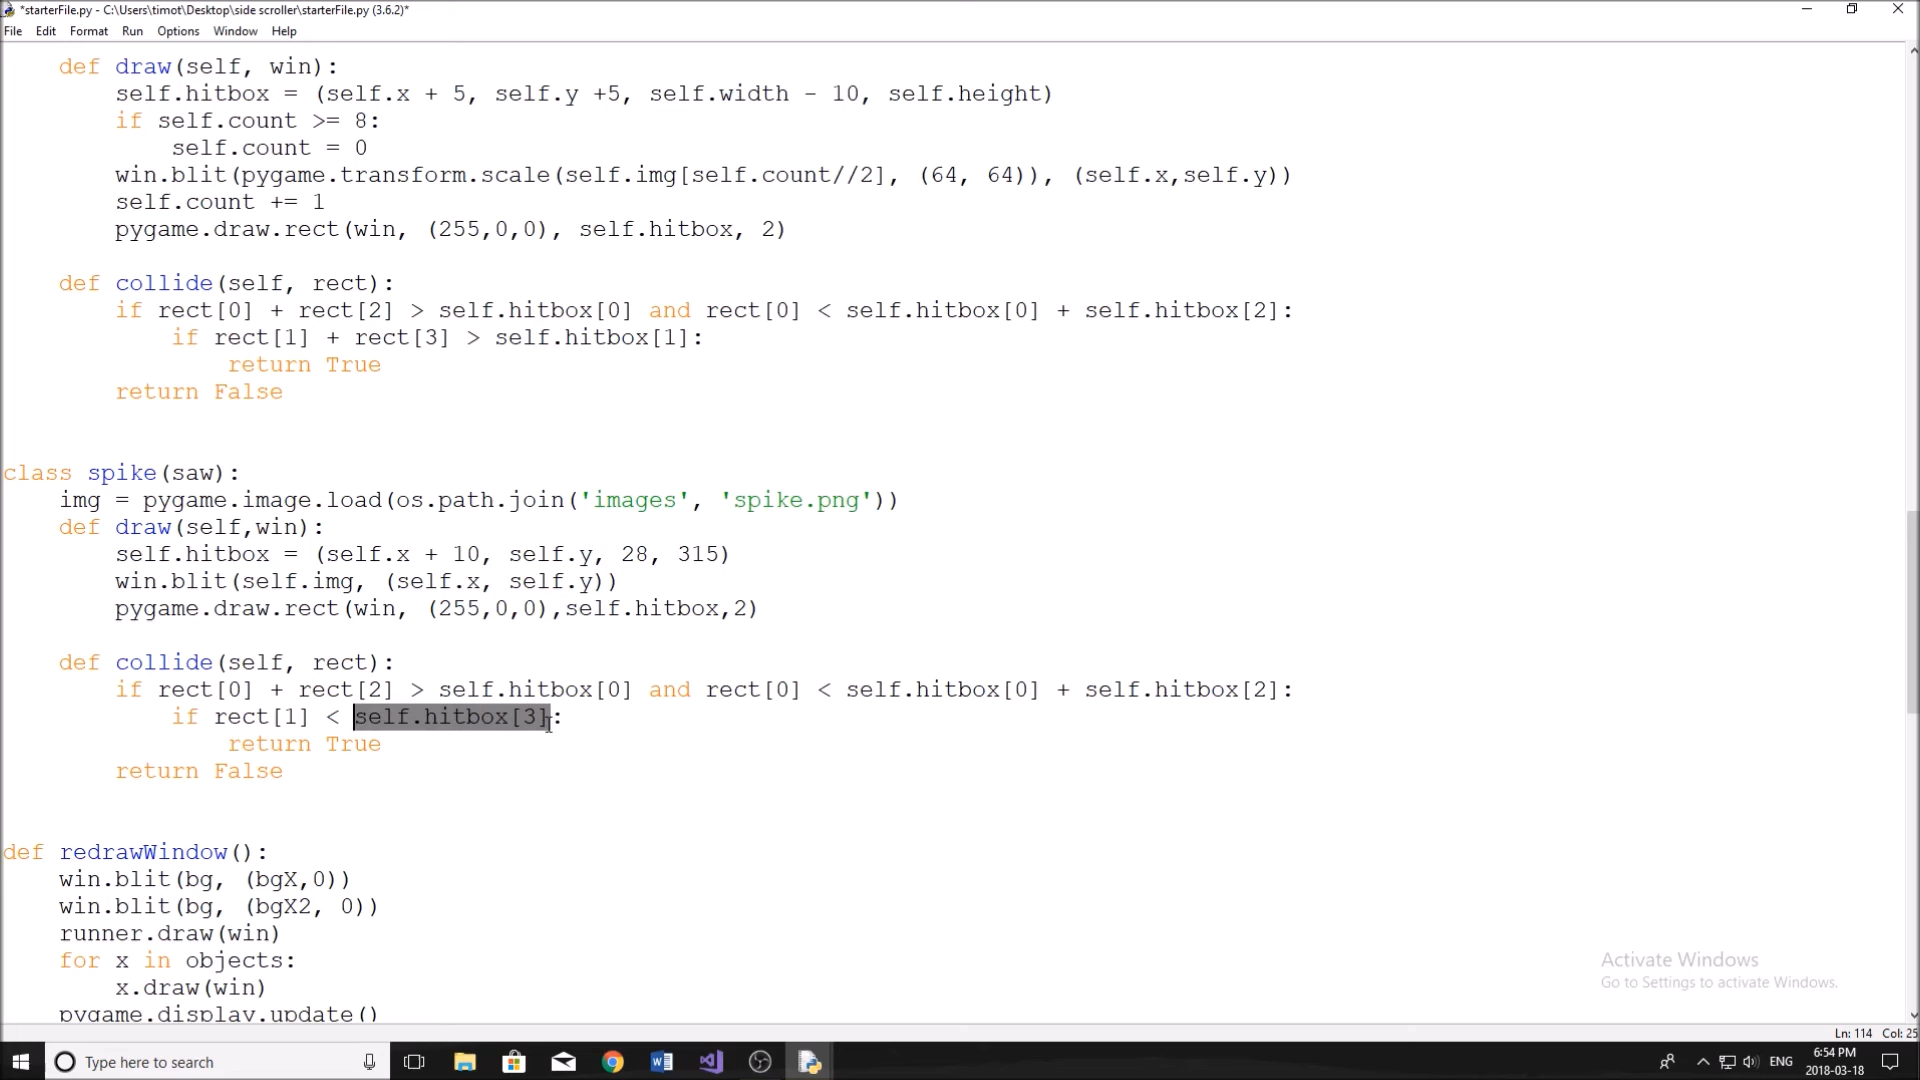 *starterFile.py - C:\Users\timot\Desktop\side scroller\starterFile.py (3.6.2)*
File Edit Format Run Options Window Help
    def draw(self, win):
        self.hitbox = (self.x + 5, self.y +5, self.width - 10, self.height)
        if self.count >= 8:
            self.count = 0
        win.blit(pygame.transform.scale(self.img[self.count//2], (64, 64)), (self.x,self.y))
        self.count += 1
        pygame.draw.rect(win, (255,0,0), self.hitbox, 2)
    def collide(self, rect):
        if rect[0] + rect[2] > self.hitbox[0] and rect[0] < self.hitbox[0] + self.hitbox[2]:
            if rect[1] + rect[3] > self.hitbox[1]:
                return True
        return False
class spike(saw):
    img = pygame.image.load(os.path.join('images', 'spike.png'))
    def draw(self,win):
        self.hitbox = (self.x + 10, self.y, 28, 315)
        win.blit(self.img, (self.x, self.y))
        pygame.draw.rect(win, (255,0,0),self.hitbox,2)
    def collide(self, rect):
        if rect[0] + rect[2] > self.hitbox[0] and rect[0] < self.hitbox[0] + self.hitbox[2]:
            if rect[1] < self.hitbox[3]:
                return True
        return False
def redrawWindow():
    win.blit(bg, (bgX,0))
    win.blit(bg, (bgX2, 0))
    runner.draw(win)
    for x in objects:
        x.draw(win)
    pygame.display.update()
Activate Windows
Go to Settings to activate Windows.
Ln: 114 Col: 25
Type here to search
ENG
6:54 PM
2018-03-18